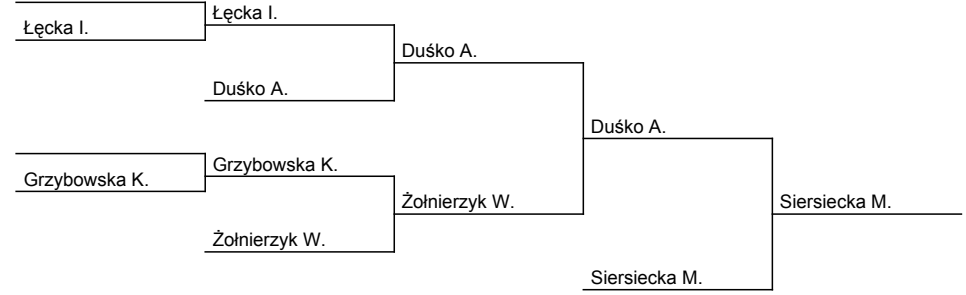 Łęcka I.
Łęcka I.
Duśko A.
Duśko A.
Duśko A.
Grzybowska K.
Grzybowska K.
Żołnierzyk W.
Siersiecka M.
Żołnierzyk W.
Siersiecka M.